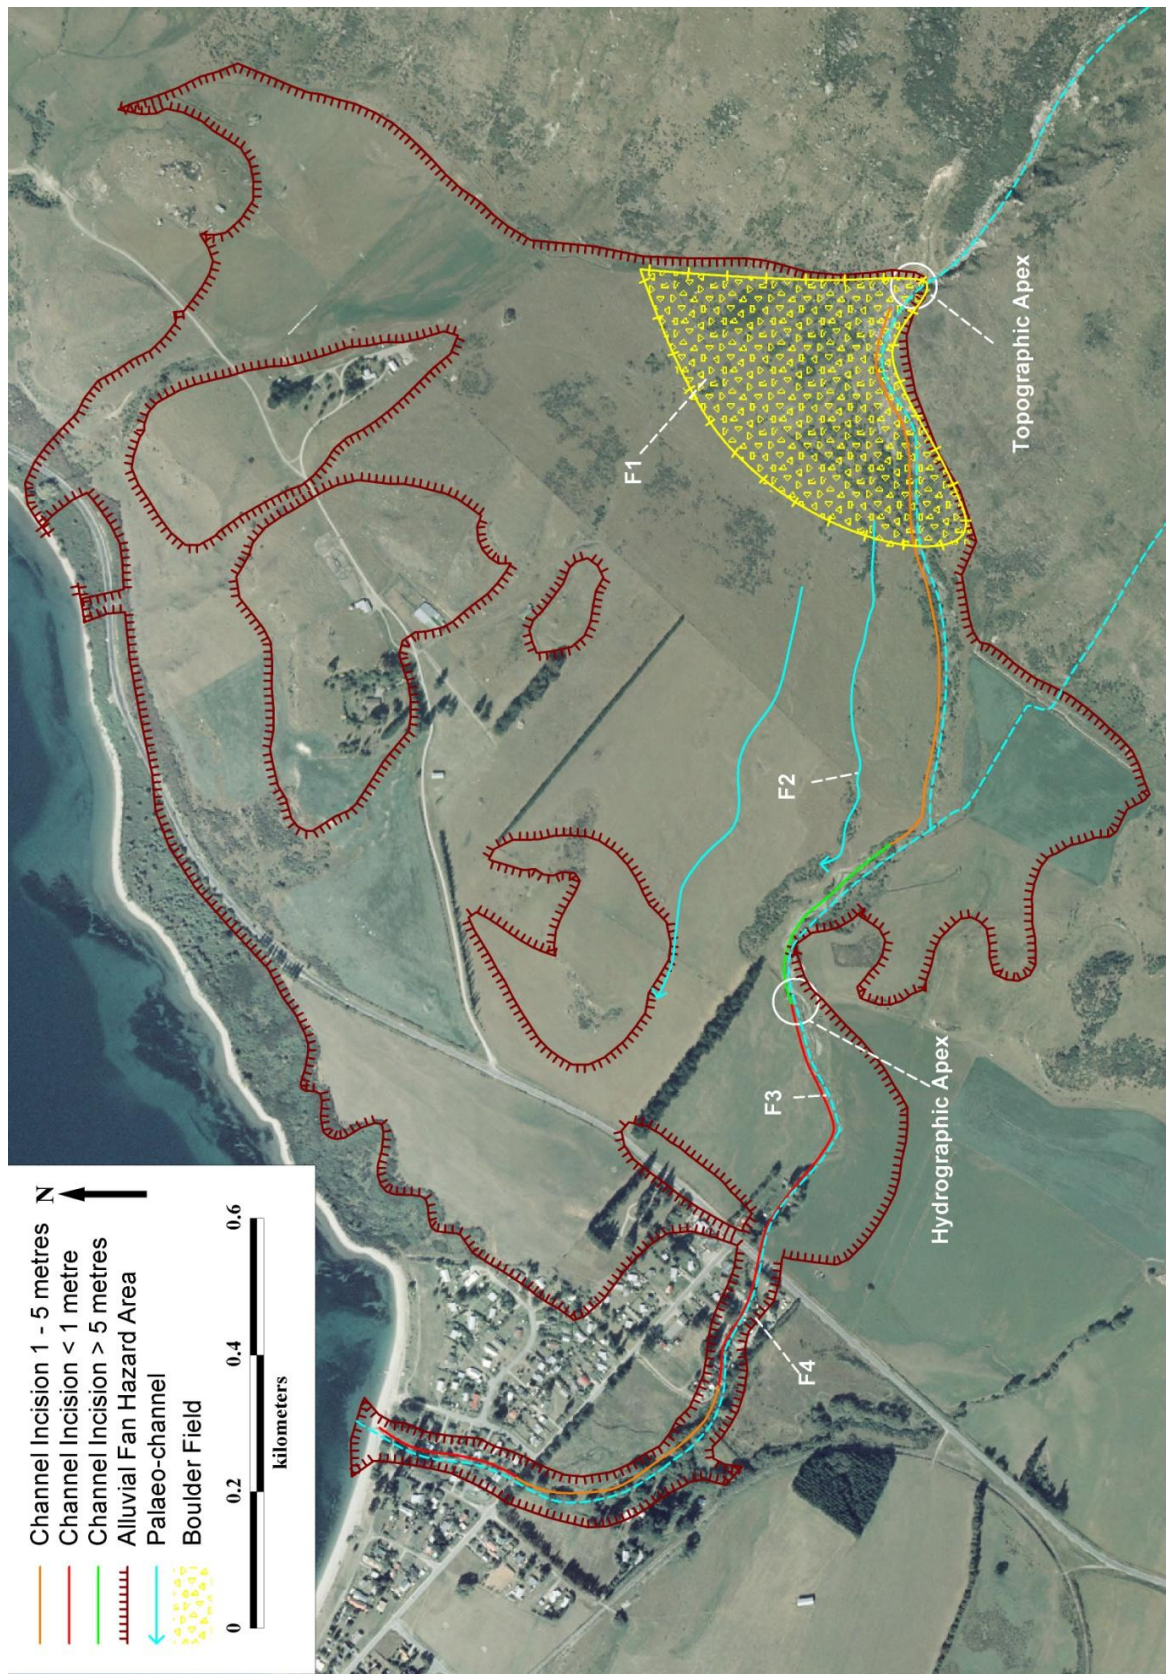 Channel Incision 1 - 5 metres
Channel Incision < 1 metre
Channel Incision > 5 metres
Alluvial Fan Hazard Area
Palaeo-channel
Boulder Field
N
0
0.2
0.4
0.6
kilometers
F1
Topographic Apex
F2
F3
Hydrographic Apex
F4